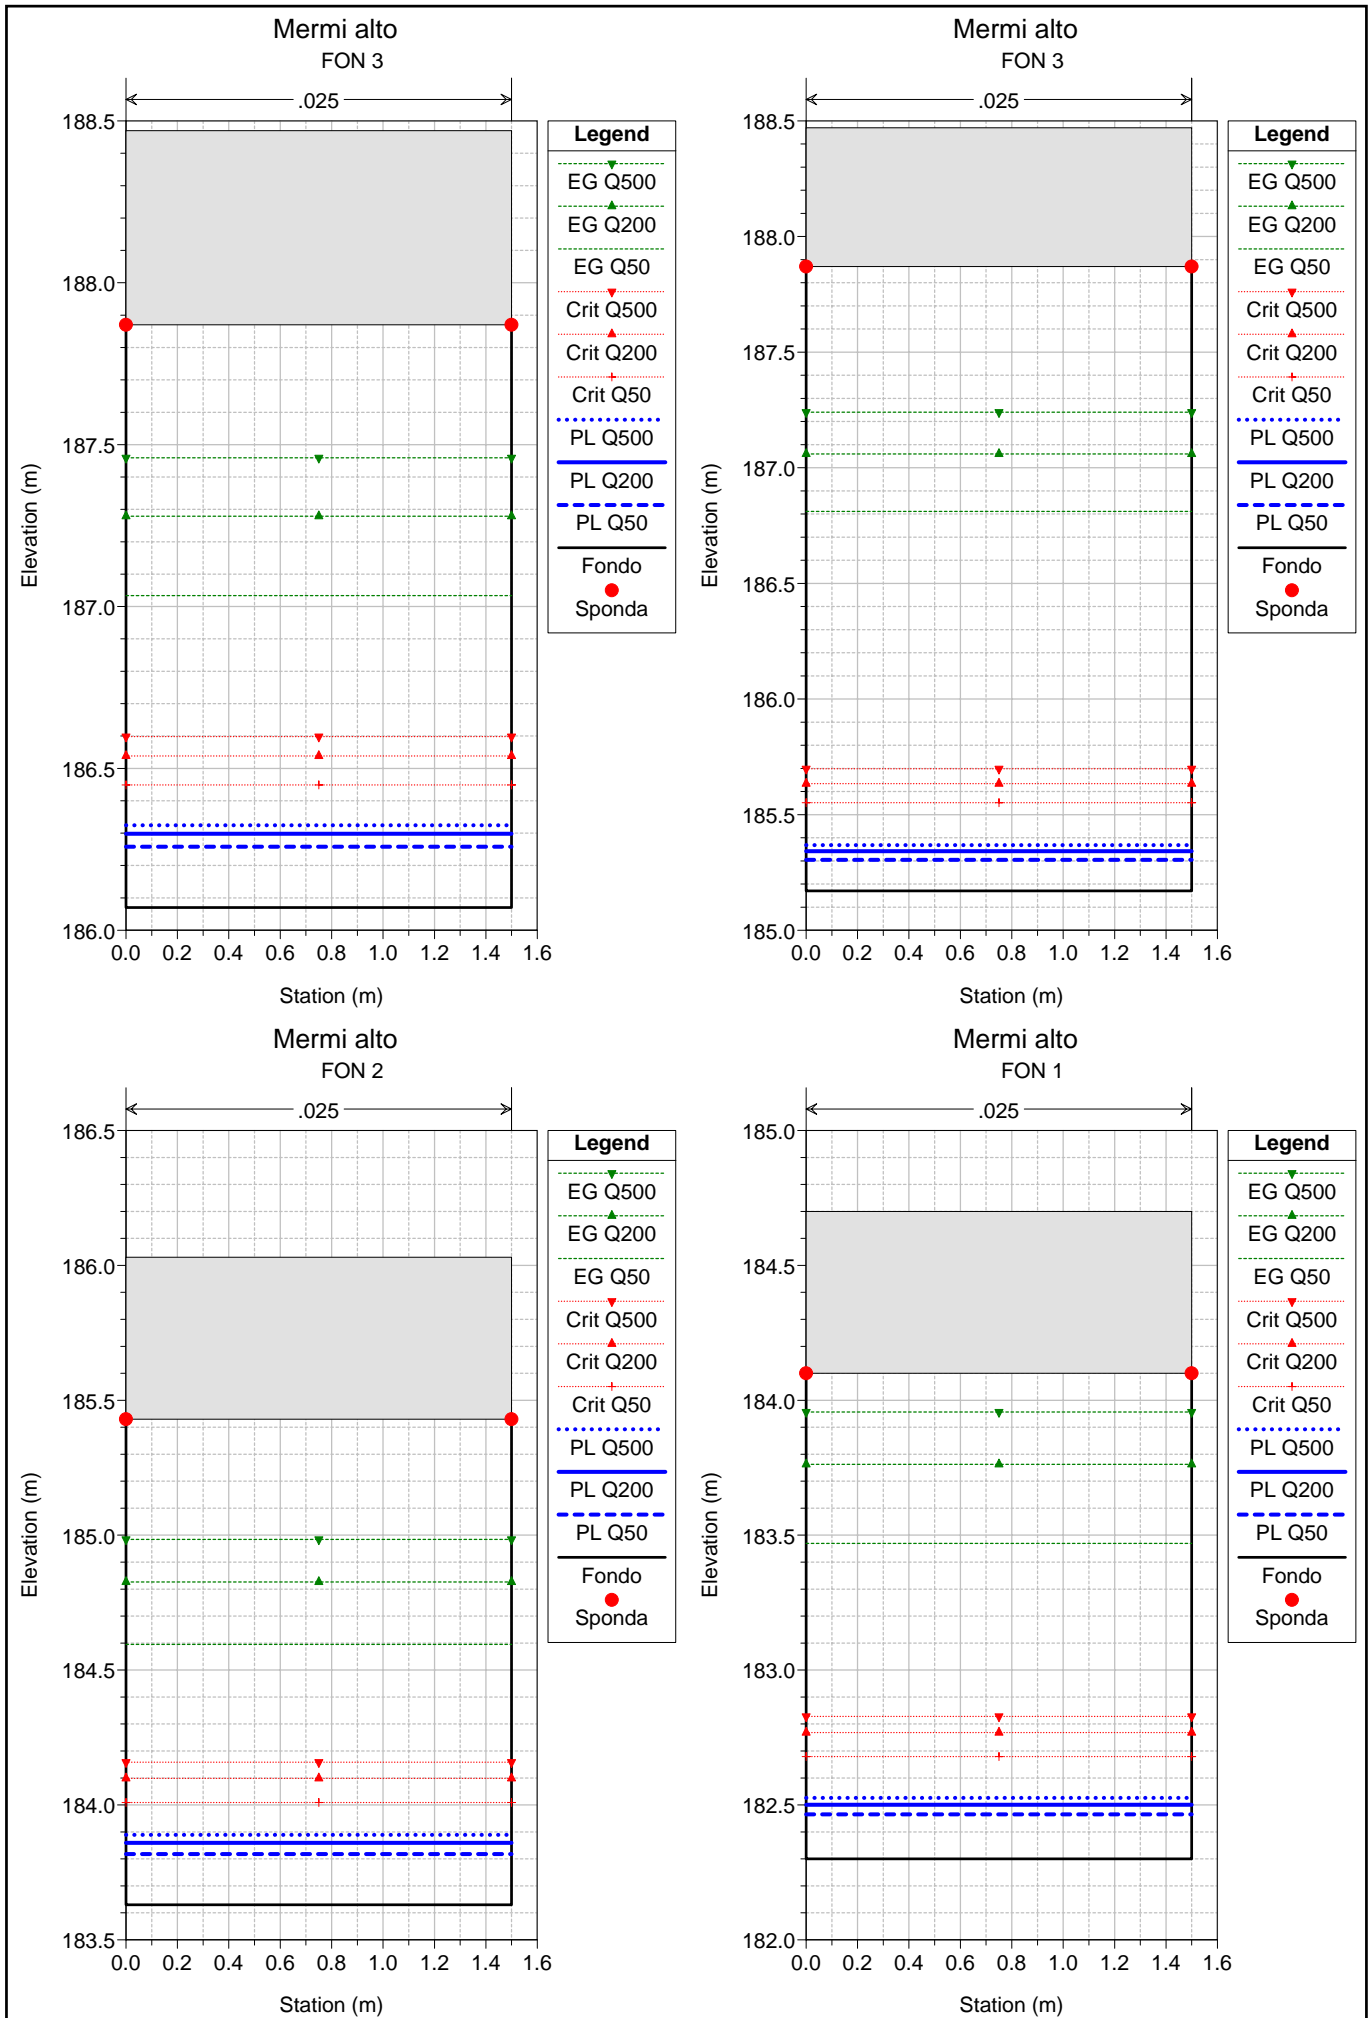 Mermi alto
FON 3
.025
188.5
188.0
187.5
187.0
186.5
186.0
Elevation (m)
0.0 0.2 0.4 0.6 0.8 1.0 1.2 1.4 1.6
Station (m)
Legend
EG Q500
EG Q200
EG Q50
Crit Q500
Crit Q200
Crit Q50
PL Q500
PL Q200
PL Q50
Fondo
Sponda
Mermi alto
FON 3
.025
188.5
188.0
187.5
187.0
186.5
186.0
185.5
185.0
Elevation (m)
0.0 0.2 0.4 0.6 0.8 1.0 1.2 1.4 1.6
Station (m)
Legend
EG Q500
EG Q200
EG Q50
Crit Q500
Crit Q200
Crit Q50
PL Q500
PL Q200
PL Q50
Fondo
Sponda
Mermi alto
FON 2
.025
186.5
186.0
185.5
185.0
184.5
184.0
183.5
Elevation (m)
0.0 0.2 0.4 0.6 0.8 1.0 1.2 1.4 1.6
Station (m)
Legend
EG Q500
EG Q200
EG Q50
Crit Q500
Crit Q200
Crit Q50
PL Q500
PL Q200
PL Q50
Fondo
Sponda
Mermi alto
FON 1
.025
185.0
184.5
184.0
183.5
183.0
182.5
182.0
Elevation (m)
0.0 0.2 0.4 0.6 0.8 1.0 1.2 1.4 1.6
Station (m)
Legend
EG Q500
EG Q200
EG Q50
Crit Q500
Crit Q200
Crit Q50
PL Q500
PL Q200
PL Q50
Fondo
Sponda